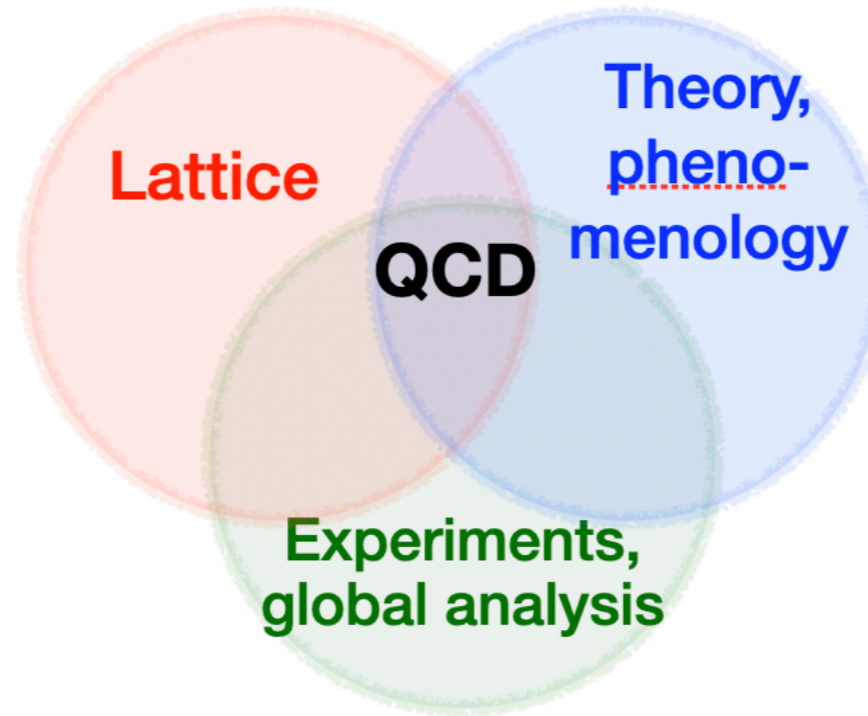 Lattice
Theory,
pheno-
menology
QCD
Experiments,
global analysis